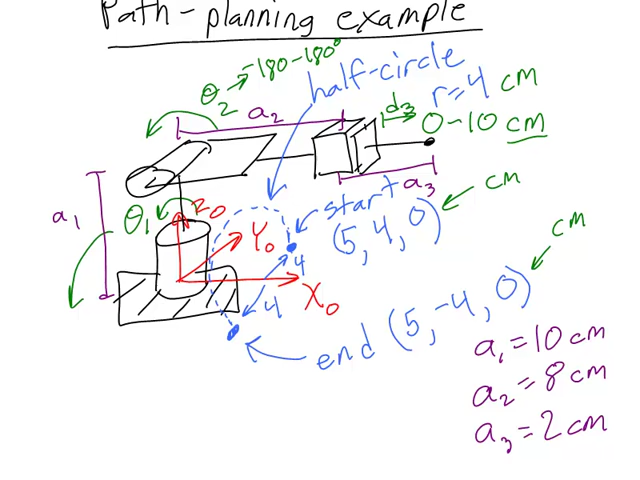 Path-planning example
θ2 → -180-180°
half-circle
r=4 cm
a2
d3
0-10 cm
a3
a1
θ1
Z0
Y0
X0
start
(5, 4, 0)
cm
4
4
end (5, -4, 0)
cm
a1 = 10 cm
a2 = 8 cm
a3 = 2 cm